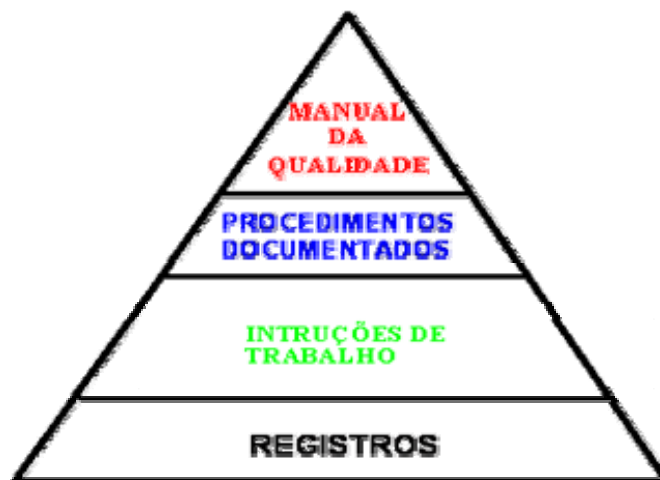 MANUAL
DA
QUALIDADE
PROCEDIMENTOS
DOCUMENTADOS
INTRUÇÕES DE
TRABALHO
REGISTROS